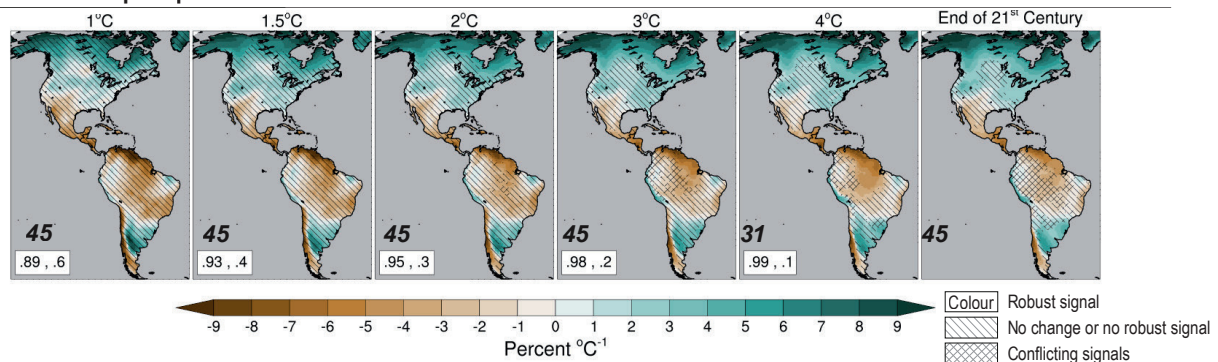 1°C 1.5°C 2°C 3°C 4°C End of 21st Century
45 45 45 45 31 45
.89 , .6 .93 , .4 .95 , .3 .98 , .2 .99 , .1
-9 -8 -7 -6 -5 -4 -3 -2 -1 0 1 2 3 4 5 6 7 8 9
Percent °C-1
Colour Robust signal
No change or no robust signal
Conflicting signals